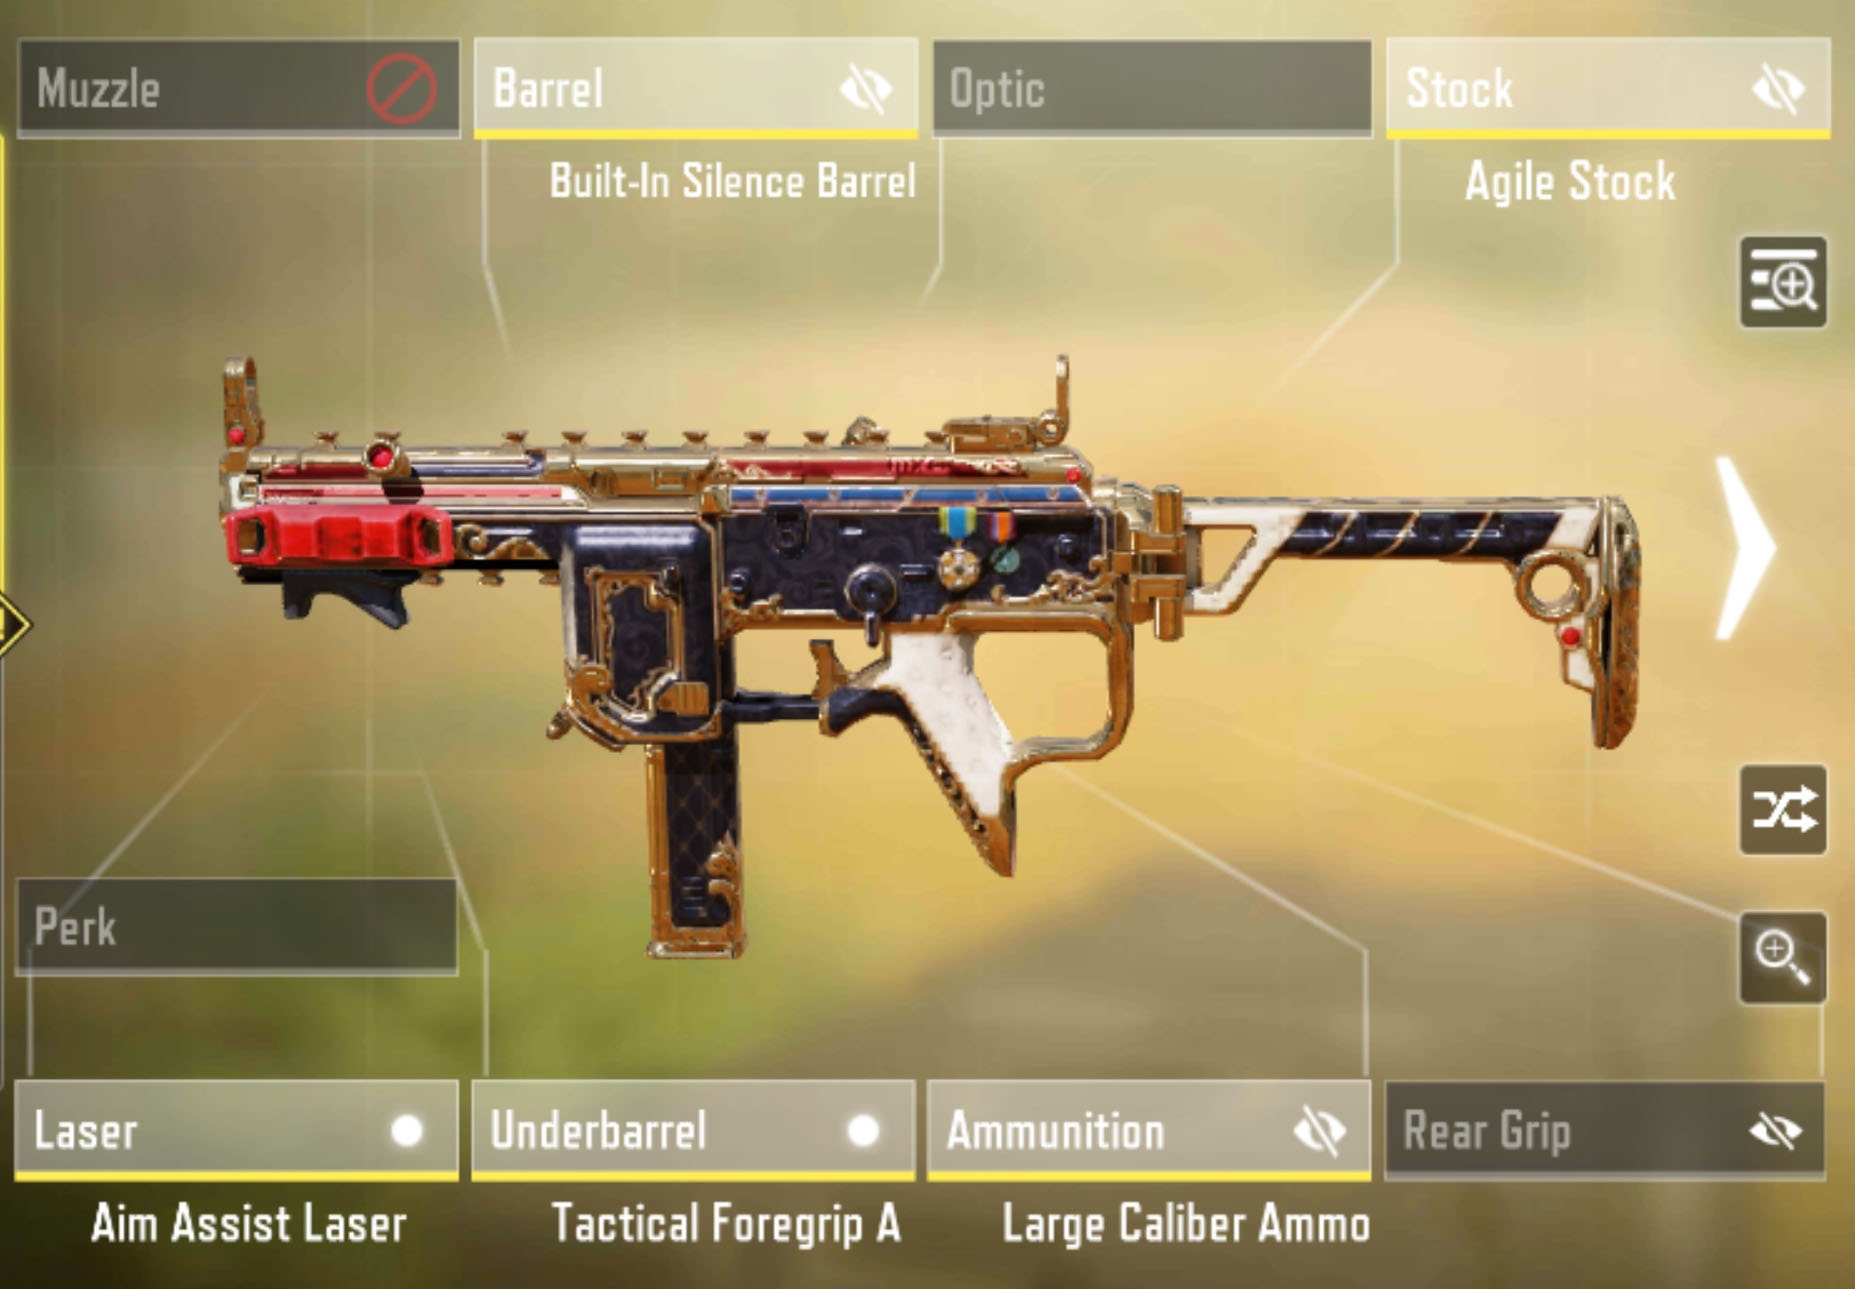 Muzzle
Barrel
Optic
Stock
Built-In Silence Barrel
Agile Stock
Perk
Laser
Underbarrel
Ammunition
Rear Grip
Aim Assist Laser
Tactical Foregrip A
Large Caliber Ammo